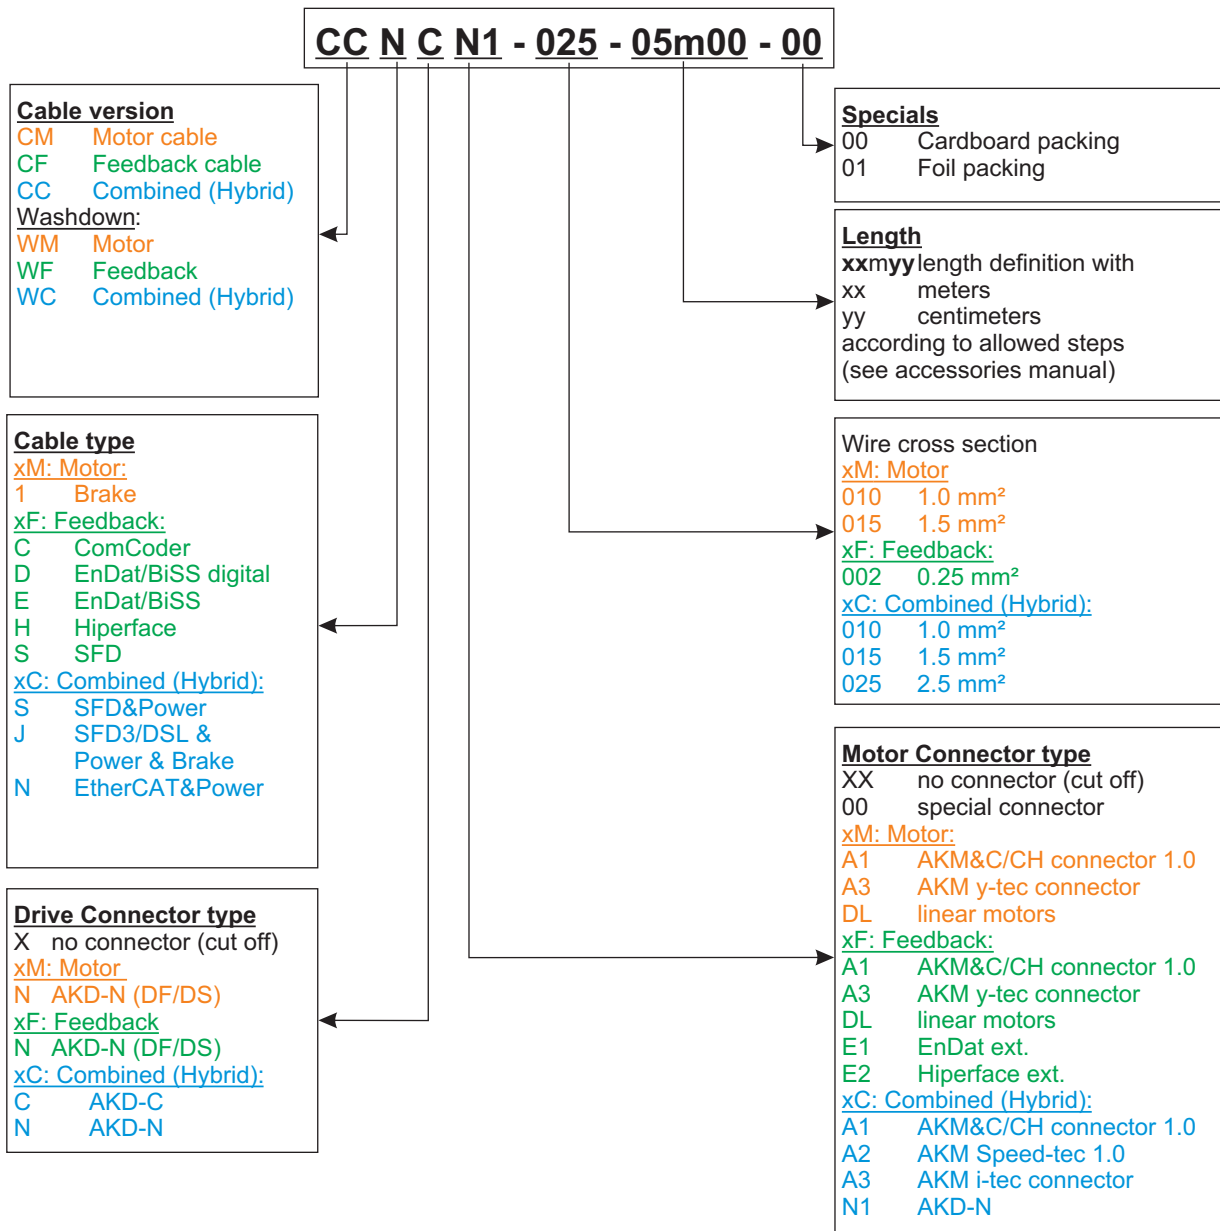 CC N C N1 - 025 - 05m00 - 00
Cable version
CM Motor cable
CF Feedback cable
CC Combined (Hybrid)
Washdown:
WM Motor
WF Feedback
WC Combined (Hybrid)
Cable type
xM: Motor:
1 Brake
xF: Feedback:
C ComCoder
D EnDat/BiSS digital
E EnDat/BiSS
H Hiperface
S SFD
xC: Combined (Hybrid):
S SFD&Power
J SFD3/DSL &
Power & Brake
N EtherCAT&Power
Drive Connector type
X no connector (cut off)
xM: Motor
N AKD-N (DF/DS)
xF: Feedback
N AKD-N (DF/DS)
xC: Combined (Hybrid):
C AKD-C
N AKD-N
Specials
00 Cardboard packing
01 Foil packing
Length
xxmyy length definition with
xx meters
yy centimeters
according to allowed steps
(see accessories manual)
Wire cross section
xM: Motor
010 1.0 mm²
015 1.5 mm²
xF: Feedback:
002 0.25 mm²
xC: Combined (Hybrid):
010 1.0 mm²
015 1.5 mm²
025 2.5 mm²
Motor Connector type
XX no connector (cut off)
00 special connector
xM: Motor:
A1 AKM&C/CH connector 1.0
A3 AKM y-tec connector
DL linear motors
xF: Feedback:
A1 AKM&C/CH connector 1.0
A3 AKM y-tec connector
DL linear motors
E1 EnDat ext.
E2 Hiperface ext.
xC: Combined (Hybrid):
A1 AKM&C/CH connector 1.0
A2 AKM Speed-tec 1.0
A3 AKM i-tec connector
N1 AKD-N